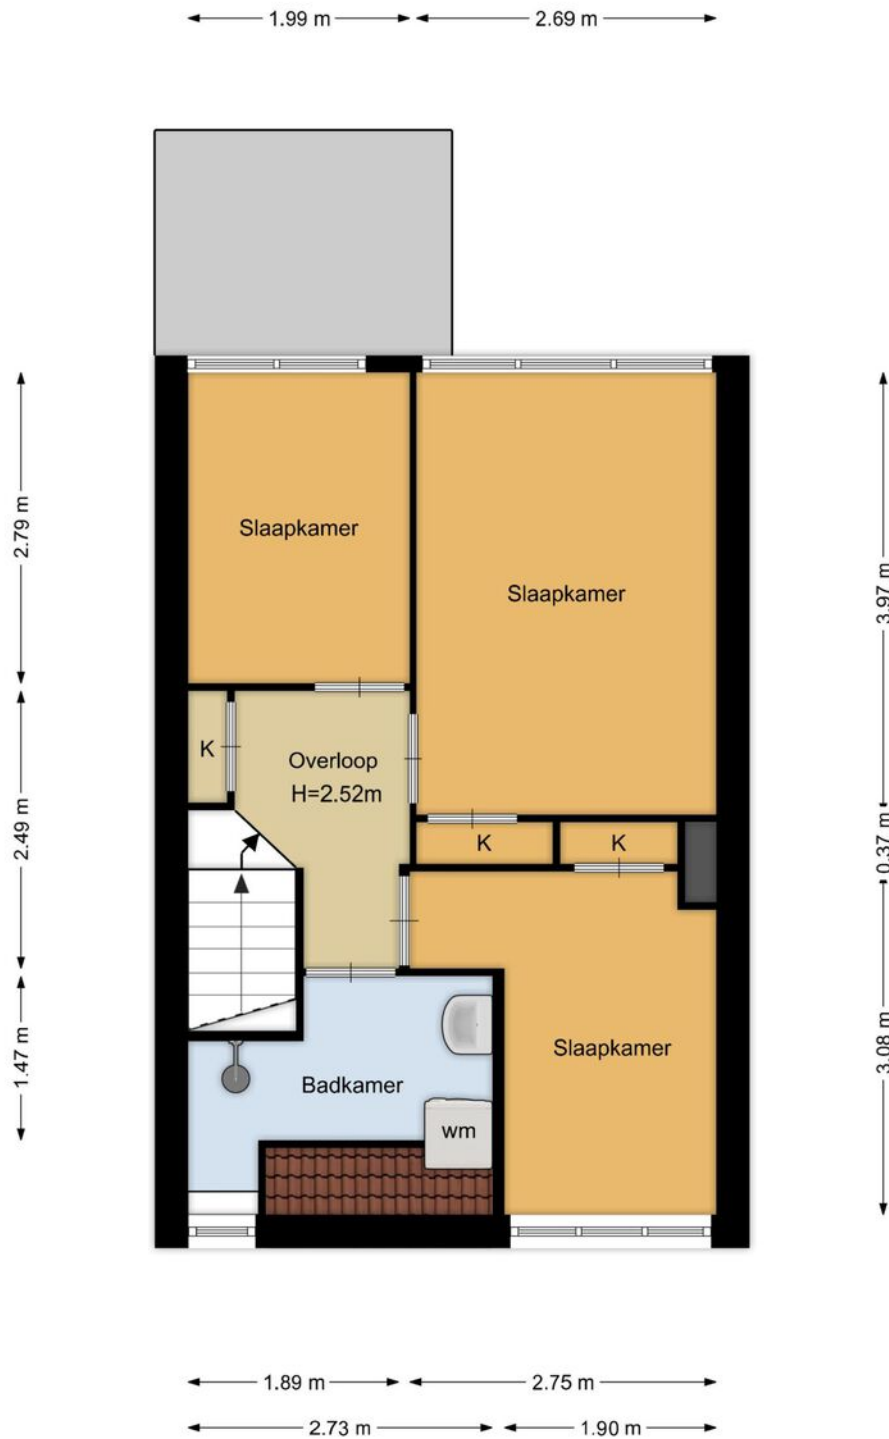 1.99 m
2.69 m
2.79 m
Slaapkamer
Slaapkamer
3.97 m
K
Overloop
H=2.52m
2.49 m
K
K
0.37 m
1.47 m
Slaapkamer
3.08 m
Badkamer
wm
1.89 m
2.75 m
2.73 m
1.90 m